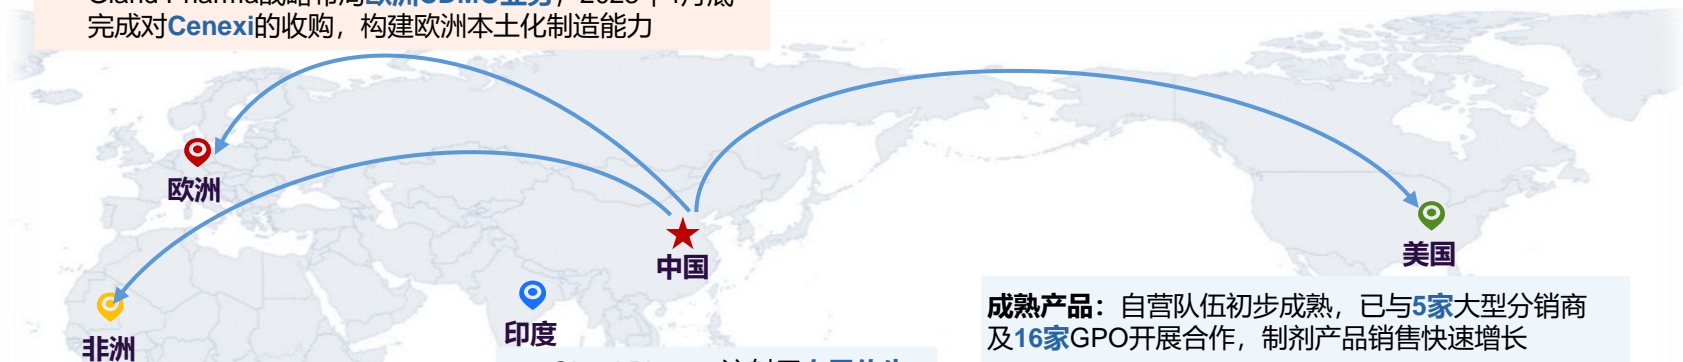 完成对Cenexi的收购，构建欧洲本土化制造能力
欧洲
中国
美国
非洲
印度
成熟产品：自营队伍初步成熟，已与5家大型分销商
及16家GPO开展合作，制剂产品销售快速增长